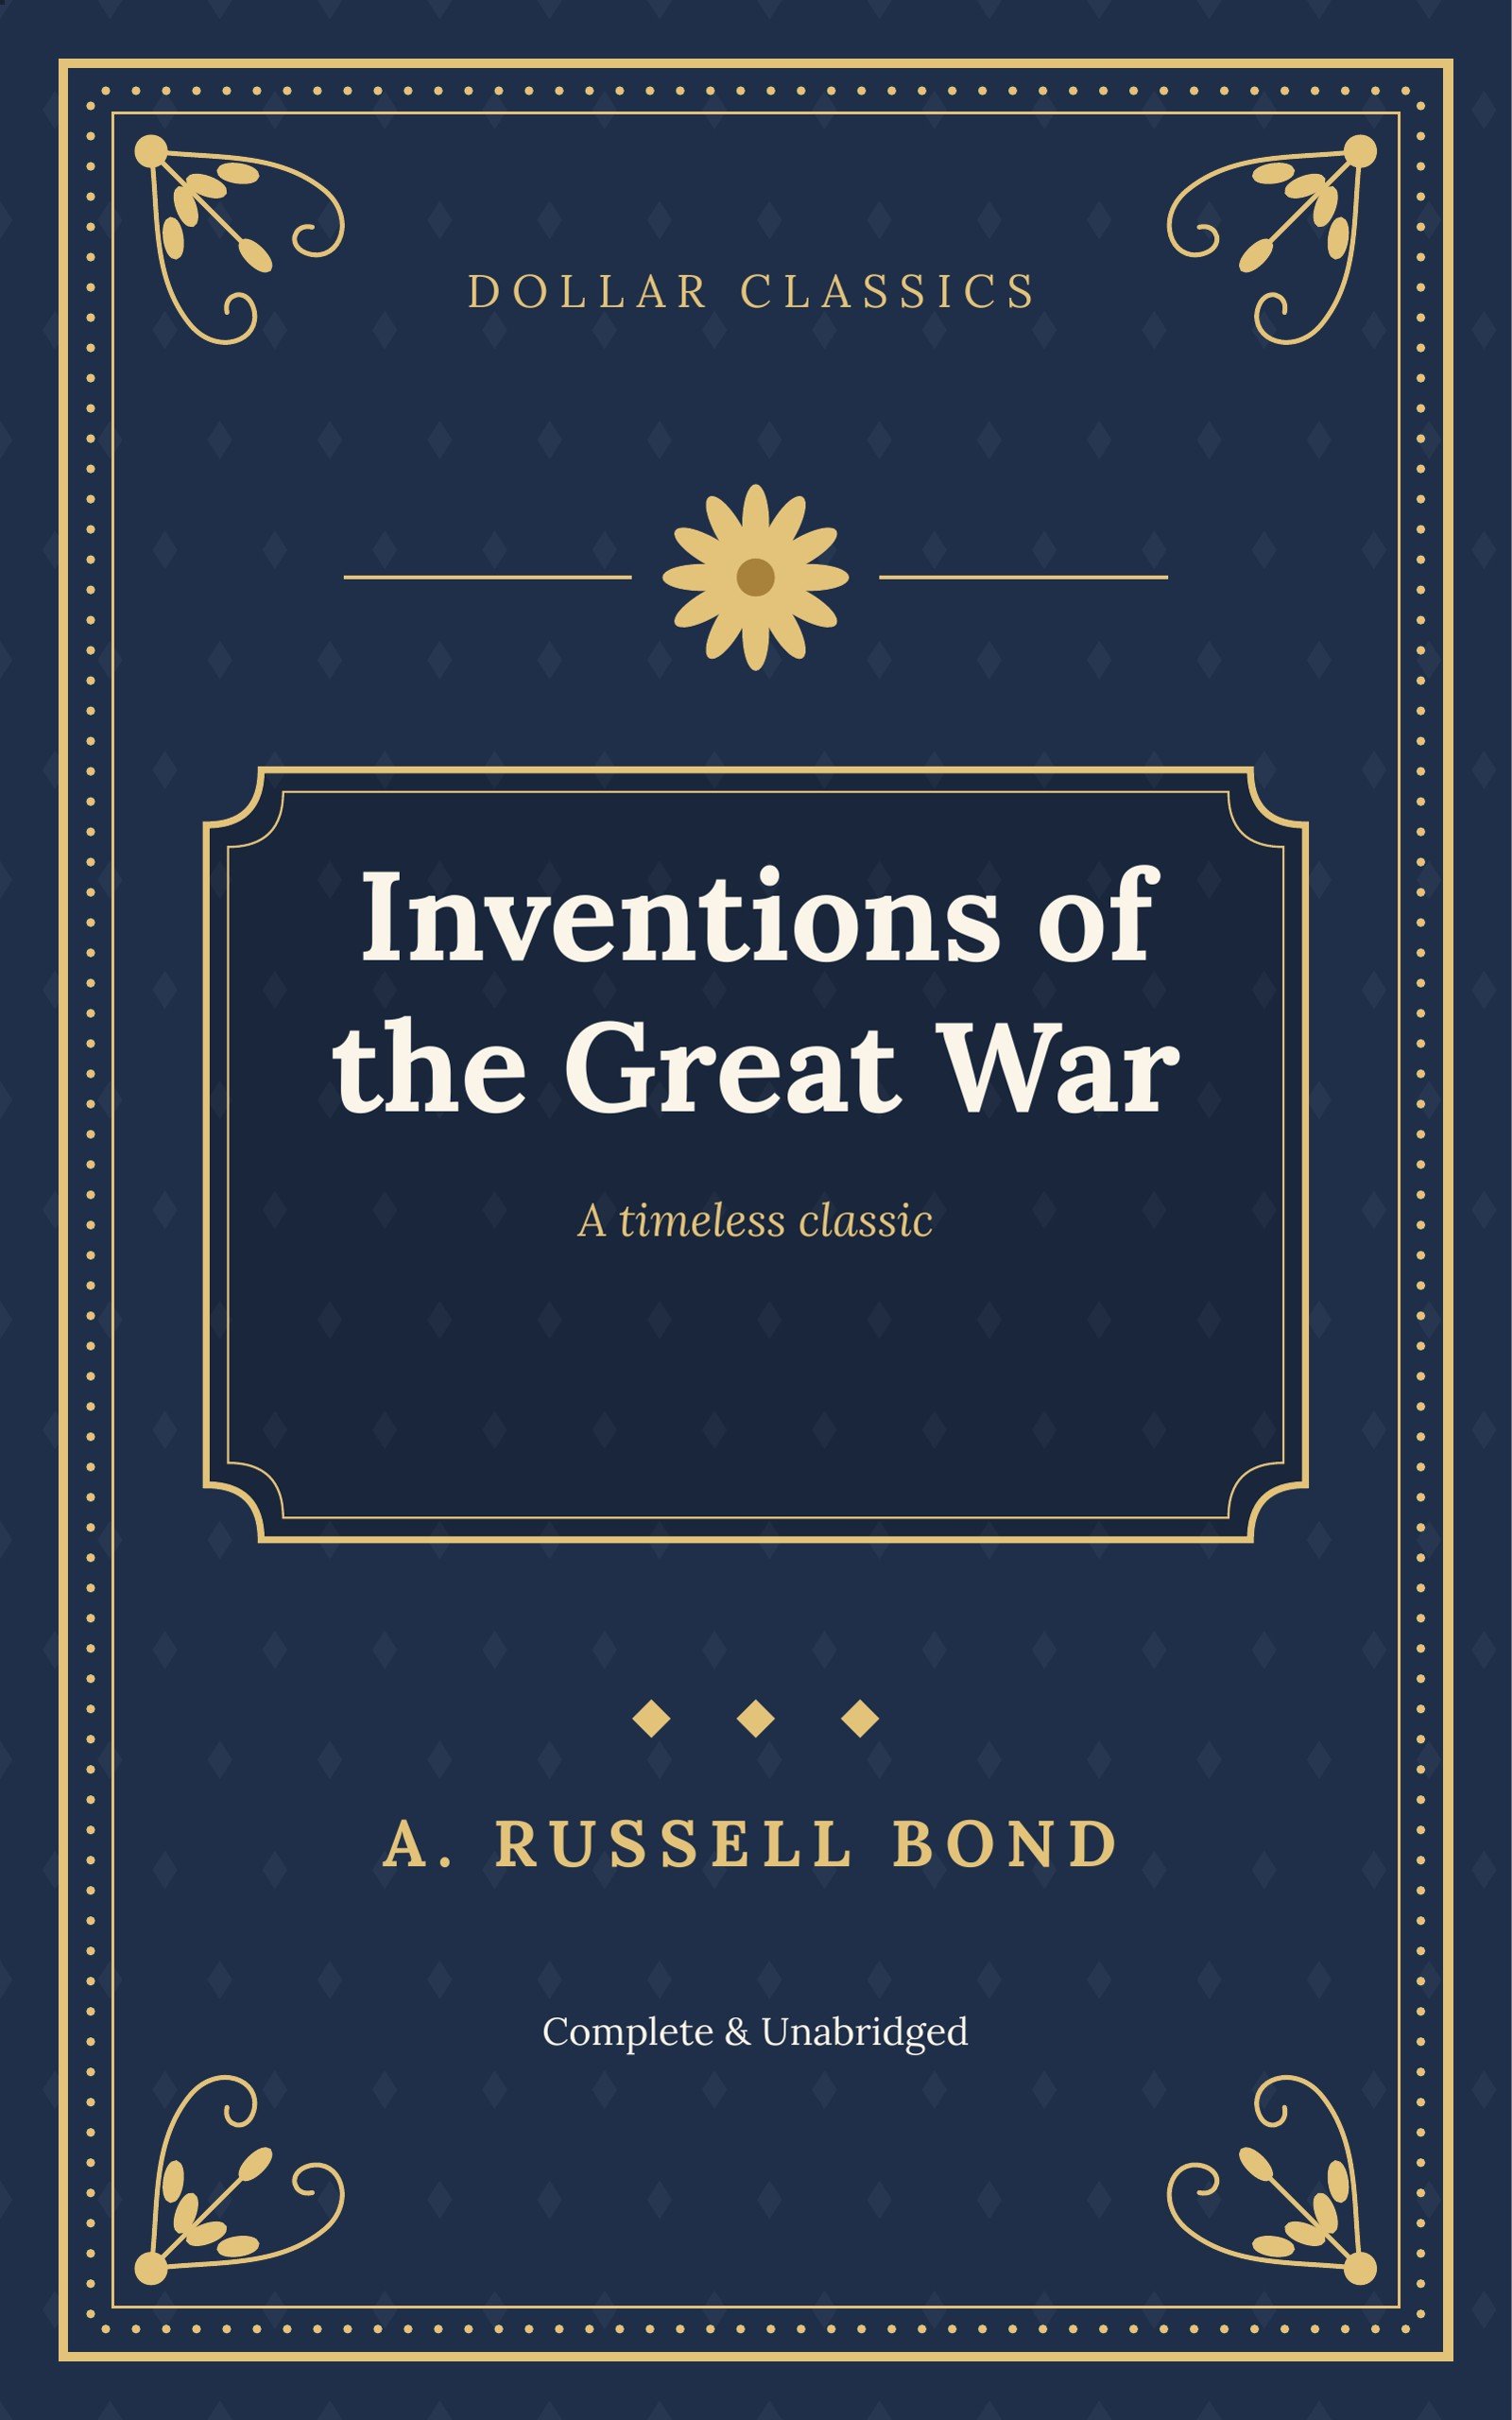 DOLLAR CLASSICS
Inventions of
the Great War
A timeless classic
A. RUSSELL BOND
Complete & Unabridged